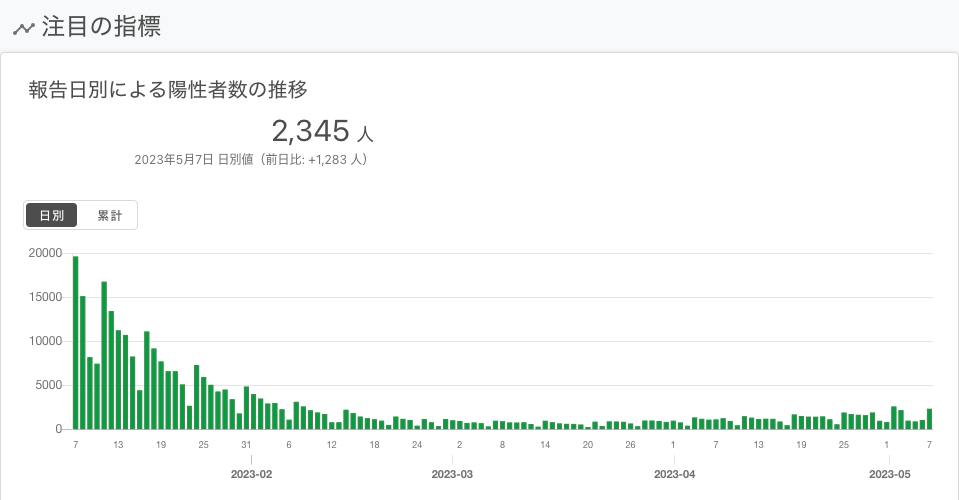 注目の指標
報告日別による陽性者数の推移
2,345 人
2023年5月7日 日別値（前日比: +1,283 人）
日別 累計
20000
15000
10000
5000
0
7 13 19 25 31 6 12 18 24 2 8 14 20 26 1 7 13 19 25 1 7
2023-02 2023-03 2023-04 2023-05